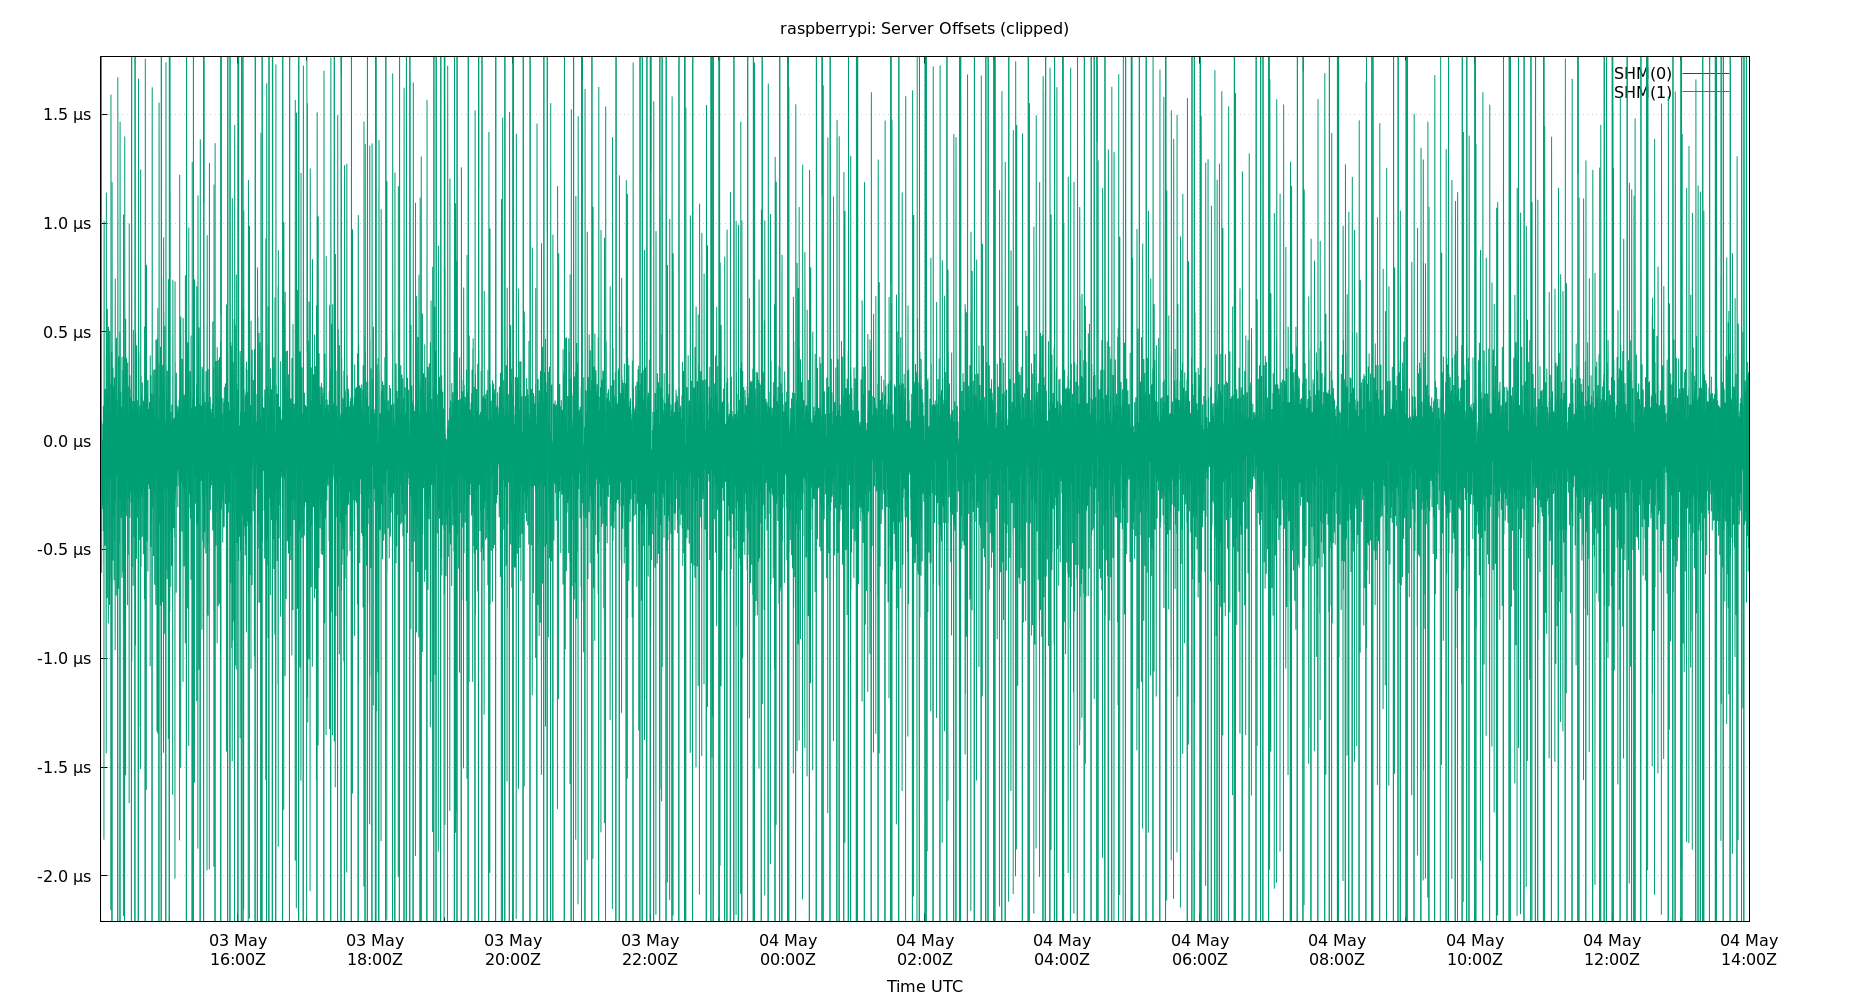 raspberrypi: Server Offsets (clipped)
SHM(0)
SHM(1)
1.5 µs
1.0 µs
0.5 µs
0.0 µs
-0.5 µs
-1.0 µs
-1.5 µs
-2.0 µs
03 May 03 May 03 May 03 May 04 May 04 May 04 May 04 May 04 May 04 May 04 May 04 May
16:00Z 18:00Z 20:00Z 22:00Z 00:00Z 02:00Z 04:00Z 06:00Z 08:00Z 10:00Z 12:00Z 14:00Z
Time UTC